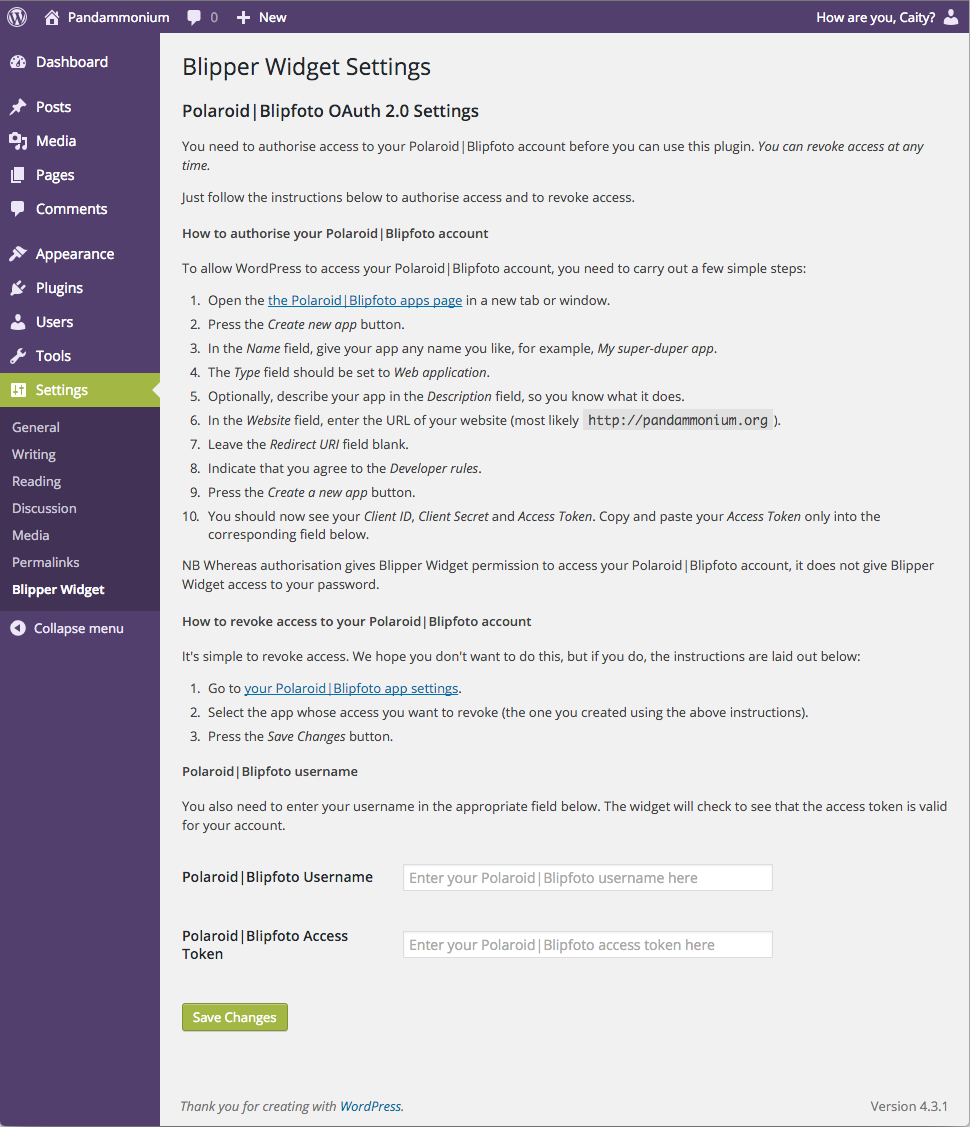 Pandammonium 0 + New How are you, Caity?
Dashboard
Posts
Media
Pages
Comments
Appearance
Plugins
Users
Tools
Settings
General
Writing
Reading
Discussion
Media
Permalinks
Blipper Widget
Collapse menu
Blipper Widget Settings
Polaroid|Blipfoto OAuth 2.0 Settings
You need to authorise access to your Polaroid|Blipfoto account before you can use this plugin. You can revoke access at any
time.
Just follow the instructions below to authorise access and to revoke access.
How to authorise your Polaroid|Blipfoto account
To allow WordPress to access your Polaroid|Blipfoto account, you need to carry out a few simple steps:
1. Open the the Polaroid|Blipfoto apps page in a new tab or window.
2. Press the Create new app button.
3. In the Name field, give your app any name you like, for example, My super-duper app.
4. The Type field should be set to Web application.
5. Optionally, describe your app in the Description field, so you know what it does.
6. In the Website field, enter the URL of your website (most likely http://pandammonium.org ).
7. Leave the Redirect URI field blank.
8. Indicate that you agree to the Developer rules.
9. Press the Create a new app button.
10. You should now see your Client ID, Client Secret and Access Token. Copy and paste your Access Token only into the
corresponding field below.
NB Whereas authorisation gives Blipper Widget permission to access your Polaroid|Blipfoto account, it does not give Blipper
Widget access to your password.
How to revoke access to your Polaroid|Blipfoto account
It's simple to revoke access. We hope you don't want to do this, but if you do, the instructions are laid out below:
1. Go to your Polaroid|Blipfoto app settings.
2. Select the app whose access you want to revoke (the one you created using the above instructions).
3. Press the Save Changes button.
Polaroid|Blipfoto username
You also need to enter your username in the appropriate field below. The widget will check to see that the access token is valid
for your account.
Polaroid|Blipfoto Username Enter your Polaroid|Blipfoto username here
Polaroid|Blipfoto Access
Token
Enter your Polaroid|Blipfoto access token here
Save Changes
Thank you for creating with WordPress. Version 4.3.1